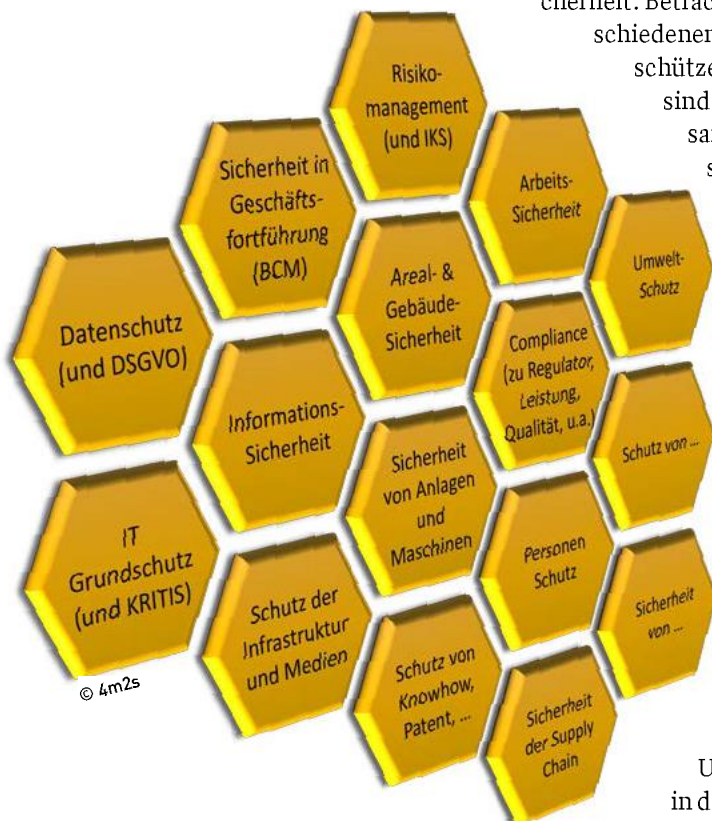 cherheit. Betrac
schiedenen
schütze
sind
sa
s
Risiko-
management
(und IKS)
Sicherheit in
Geschäfts-
fortführung
(BCM)
Arbeits-
Sicherheit
Datenschutz
(und DSGVO)
Areal- &
Gebäude-
Sicherheit
Umwelt-
Schutz
Informations-
Sicherheit
Compliance
(zu Regulator,
Leistung,
Qualität, u.a.)
IT
Grundschutz
(und KRITIS)
Sicherheit
von Anlagen
und
Maschinen
Schutz von ...
Schutz der
Infrastruktur
und Medien
Personen
Schutz
Schutz von
Knowhow,
Patent, ...
Sicherheit
von ...
Sicherheit
der Supply
Chain
© 4m2s
U
in d